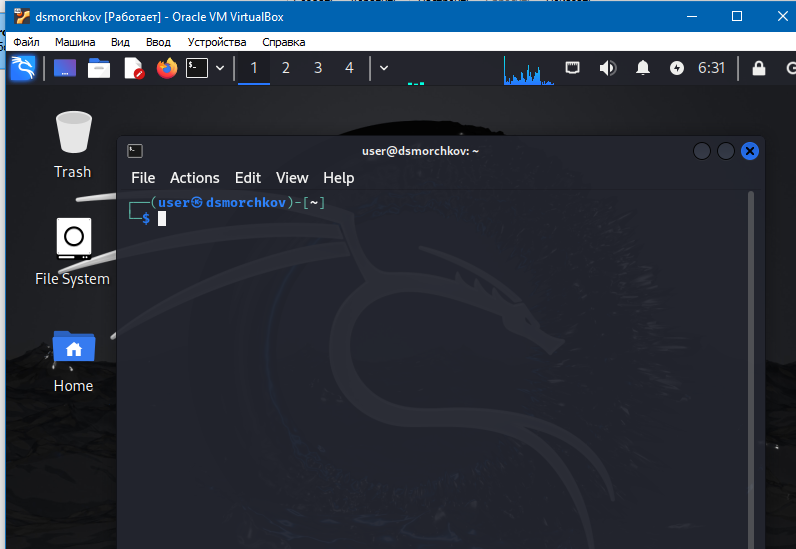 dsmorchkov [Работает] - Oracle VM VirtualBox
Файл Машина Вид Ввод Устройства Справка
1 2 3 4 6:31
Trash
File System
Home
user@dsmorchkov: ~
File Actions Edit View Help
┌──(user㉿dsmorchkov)-[~]
└─$